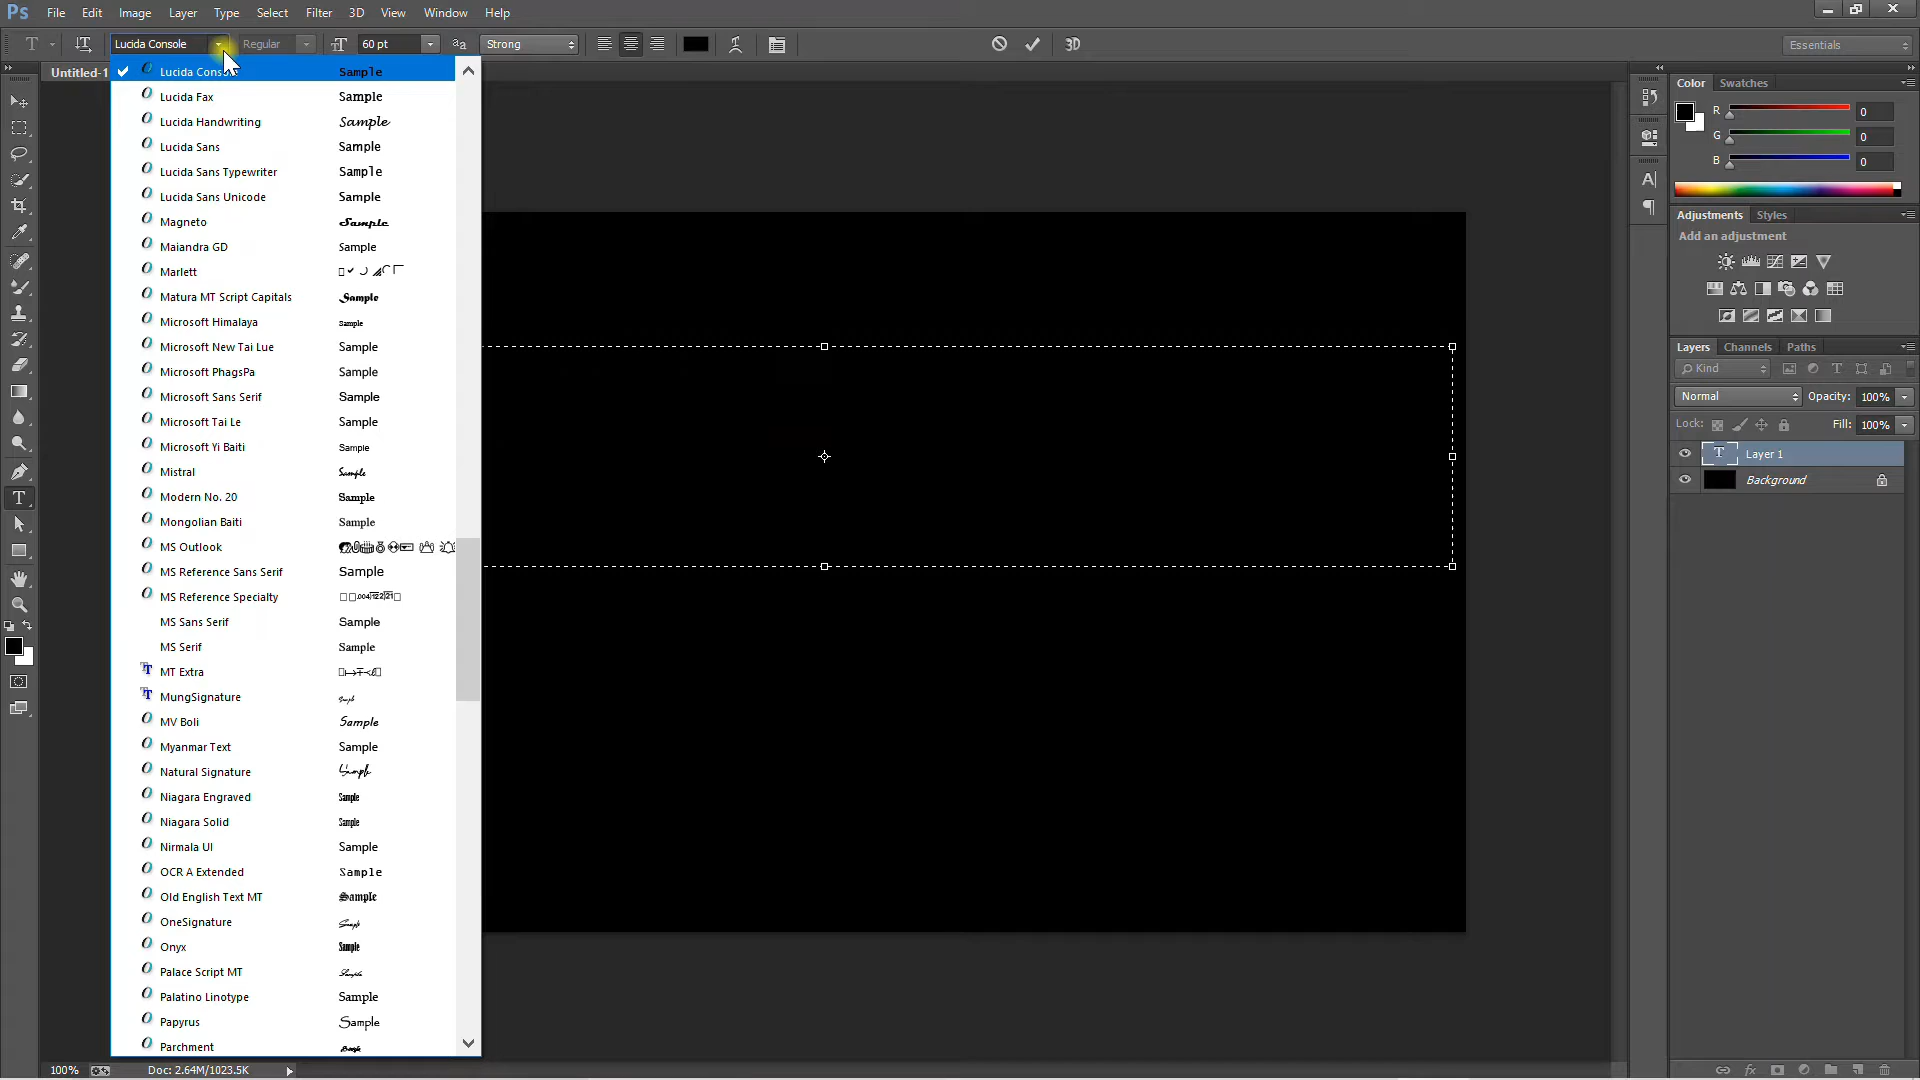 Ps File Edit Image Layer Type Select Filter 3D View Window Help
Lucida Console Regular 60 pt Strong 3D Essentials
Untitled-1
Sample
Lucida Fax Sample
Lucida Handwriting Sample
Lucida Sans Sample
Lucida Sans Typewriter Sample
Lucida Sans Unicode Sample
Magneto Sample
Maiandra GD Sample
Marlett
Matura MT Script Capitals Sample
Microsoft Himalaya Sample
Microsoft New Tai Lue Sample
Microsoft PhagsPa Sample
Microsoft Sans Serif Sample
Microsoft Tai Le Sample
Microsoft Yi Baiti Sample
Mistral Sample
Modern No. 20 Sample
Mongolian Baiti Sample
MS Outlook
MS Reference Sans Serif Sample
MS Reference Specialty
MS Sans Serif Sample
MS Serif Sample
MT Extra
MungSignature Sample
MV Boli Sample
Myanmar Text Sample
Natural Signature Sample
Niagara Engraved Sample
Niagara Solid Sample
Nirmala UI Sample
OCR A Extended Sample
Old English Text MT Sample
OneSignature Sample
Onyx Sample
Palace Script MT Sample
Palatino Linotype Sample
Papyrus Sample
Parchment Sample
100% Doc: 2.64M/1023.5K
Color Swatches
R 0
G 0
B 0
Adjustments Styles
Add an adjustment
Layers Channels Paths
Kind
Normal Opacity: 100%
Lock: Fill: 100%
Layer 1
Background